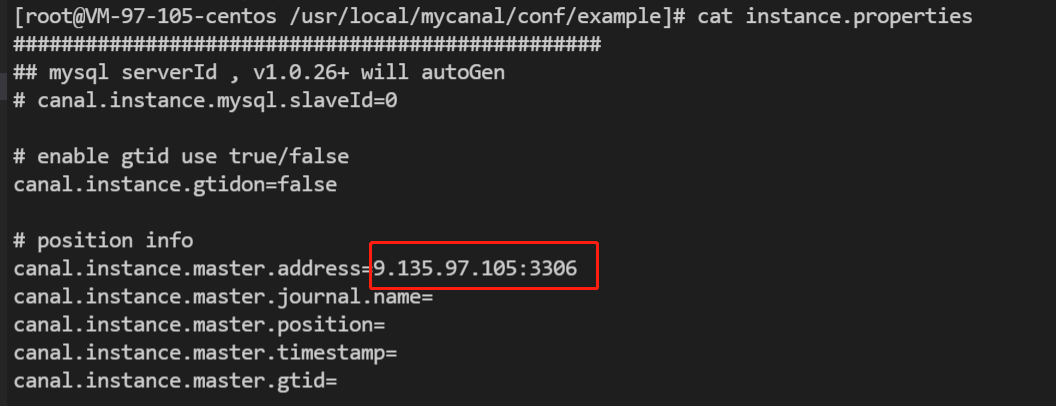 [root@VM-97-105-centos /usr/local/mycanal/conf/example]# cat instance.properties
#################################################
## mysql serverId , v1.0.26+ will autoGen
# canal.instance.mysql.slaveId=0
# enable gtid use true/false
canal.instance.gtidon=false
# position info
canal.instance.master.address=9.135.97.105:3306
canal.instance.master.journal.name=
canal.instance.master.position=
canal.instance.master.timestamp=
canal.instance.master.gtid=